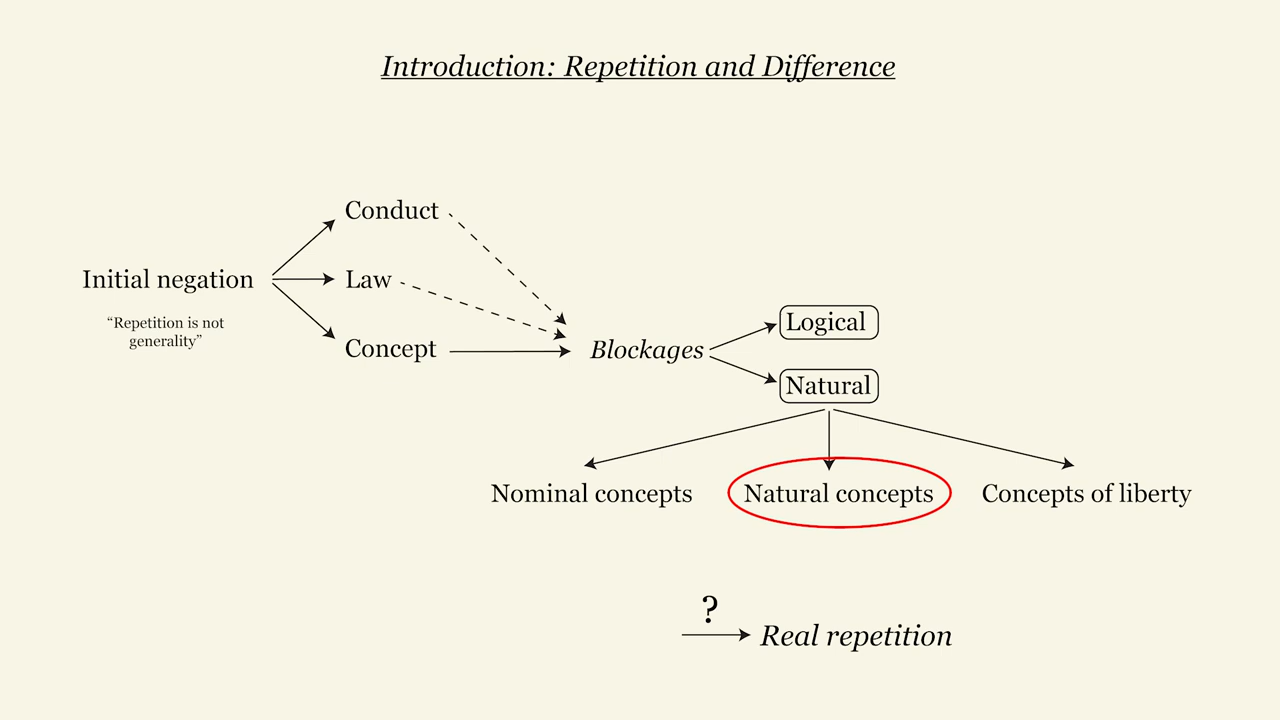 Introduction: Repetition and Difference
Conduct
Initial negation
Law
“Repetition is not
generality”
Concept
Blockages
Logical
Natural
Nominal concepts
Natural concepts
Concepts of liberty
?
Real repetition